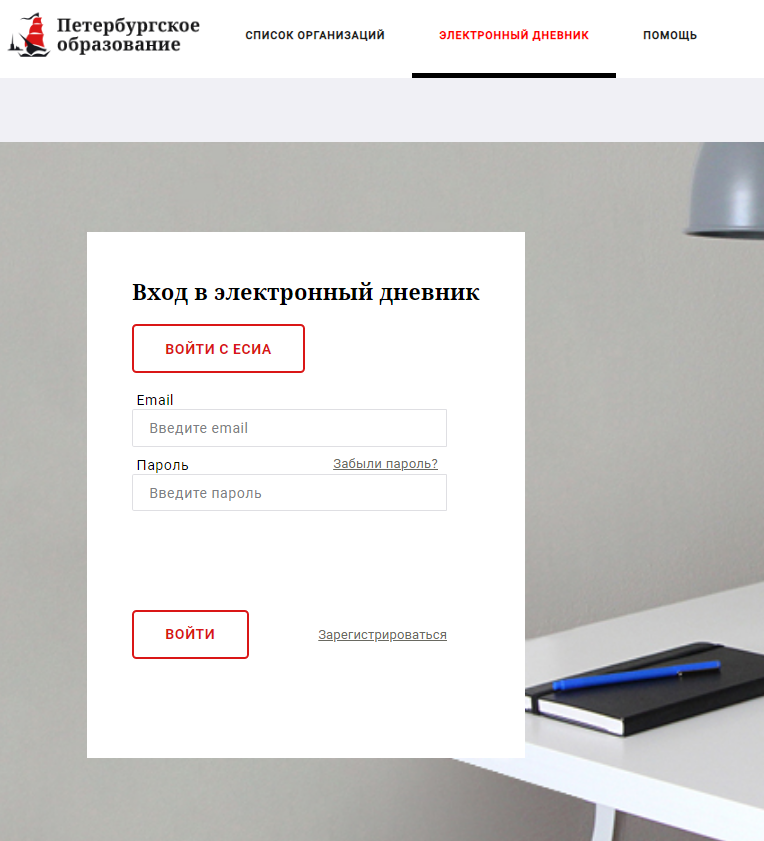 Петербургское
образование
СПИСОК ОРГАНИЗАЦИЙ
ЭЛЕКТРОННЫЙ ДНЕВНИК
ПОМОЩЬ
Вход в электронный дневник
ВОЙТИ С ЕСИА
Email
Введите email
Пароль
Забыли пароль?
Введите пароль
ВОЙТИ
Зарегистрироваться